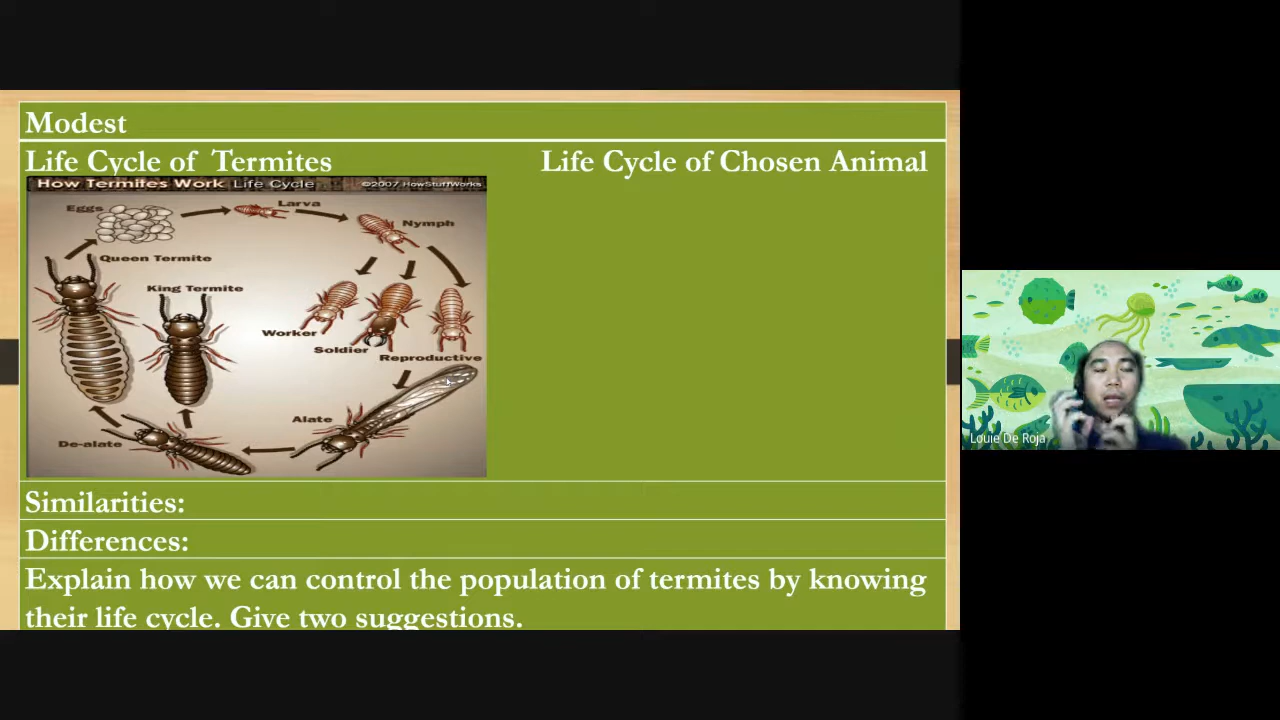 Modest
Life Cycle of Termites
Life Cycle of Chosen Animal
How Termites Work Life Cycle
©2007 HowStuffWorks
Eggs
Larva
Nymph
Queen Termite
King Termite
Worker
Soldier
Reproductive
Alate
De-alate
Similarities:
Differences:
Explain how we can control the population of termites by knowing
their life cycle. Give two suggestions.
Louie De Roja